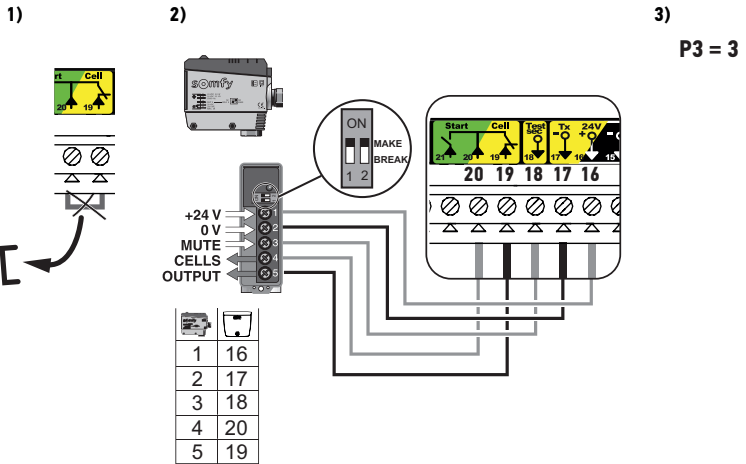 1)
2)
3)
P3 = 3
rt Cell
20 19
somfy
ON
MAKE
BREAK
1 2
Start Cell Test sec Tx 24V
- +
21 20 19 18 17 16 15
20 19 18 17 16
+24 V 1
0 V 2
MUTE 3
CELLS 4
OUTPUT 5
1 16
2 17
3 18
4 20
5 19